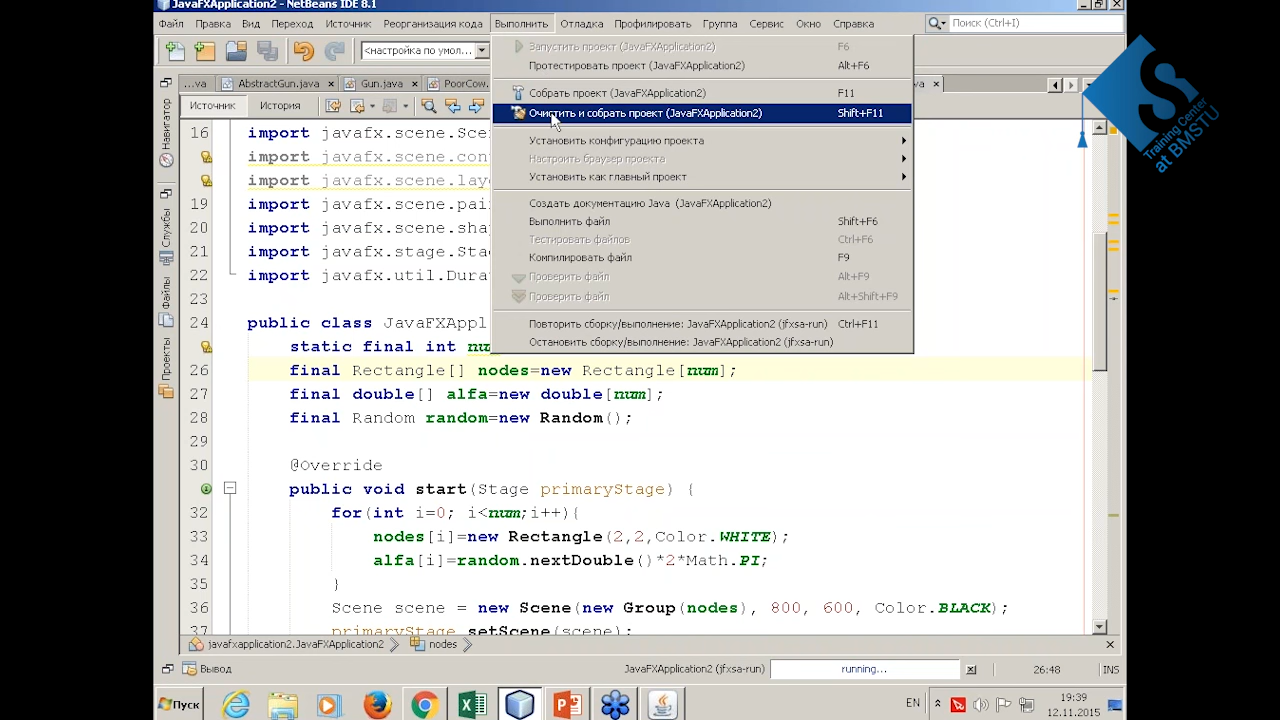 JavaFXApplication2 - NetBeans IDE 8.1
Файл Правка Вид Переход Источник Реорганизация кода Выполнить Отладка Профилировать Группа Сервис Окно Справка
Поиск (Ctrl+I)
<настройка по умол...
...va AbstractGun.java Gun.java PoorCow.
Источник История
Запустить проект (JavaFXApplication2) F6
Протестировать проект (JavaFXApplication2) Alt+F6
Собрать проект (JavaFXApplication2) F11
Очистить и собрать проект (JavaFXApplication2) Shift+F11
Установить конфигурацию проекта
Настроить браузер проекта
Установить как главный проект
Создать документацию Java (JavaFXApplication2)
Выполнить файл Shift+F6
Тестировать файлов Ctrl+F6
Компилировать файл F9
Проверить файл Alt+F9
Проверить файл Alt+Shift+F9
Повторить сборку/выполнение: JavaFXApplication2 (jfxsa-run) Ctrl+F11
Остановить сборку/выполнение: JavaFXApplication2 (jfxsa-run)
Training Center
at BMSTU
Службы
Файлы
Проекты
16 import javafx.scene.Sce
import javafx.scene.con
import javafx.scene.lay
19 import javafx.scene.pai
20 import javafx.scene.sha
21 import javafx.stage.Sta
22 import javafx.util.Dura
23
24 public class JavaFXAppl
static final int num
26 final Rectangle[] nodes=new Rectangle[num];
27 final double[] alfa=new double[num];
28 final Random random=new Random();
29
30 @Override
public void start(Stage primaryStage) {
32 for(int i=0; i<num;i++){
33 nodes[i]=new Rectangle(2,2,Color.WHITE);
34 alfa[i]=random.nextDouble()*2*Math.PI;
35 }
36 Scene scene = new Scene(new Group(nodes), 800, 600, Color.BLACK);
37 primaryStage.setScene(scene);
javafxapplication2.JavaFXApplication2 nodes
Вывод JavaFXApplication2 (jfxsa-run) running... 26:48 INS
Пуск EN 19:39
12.11.2015